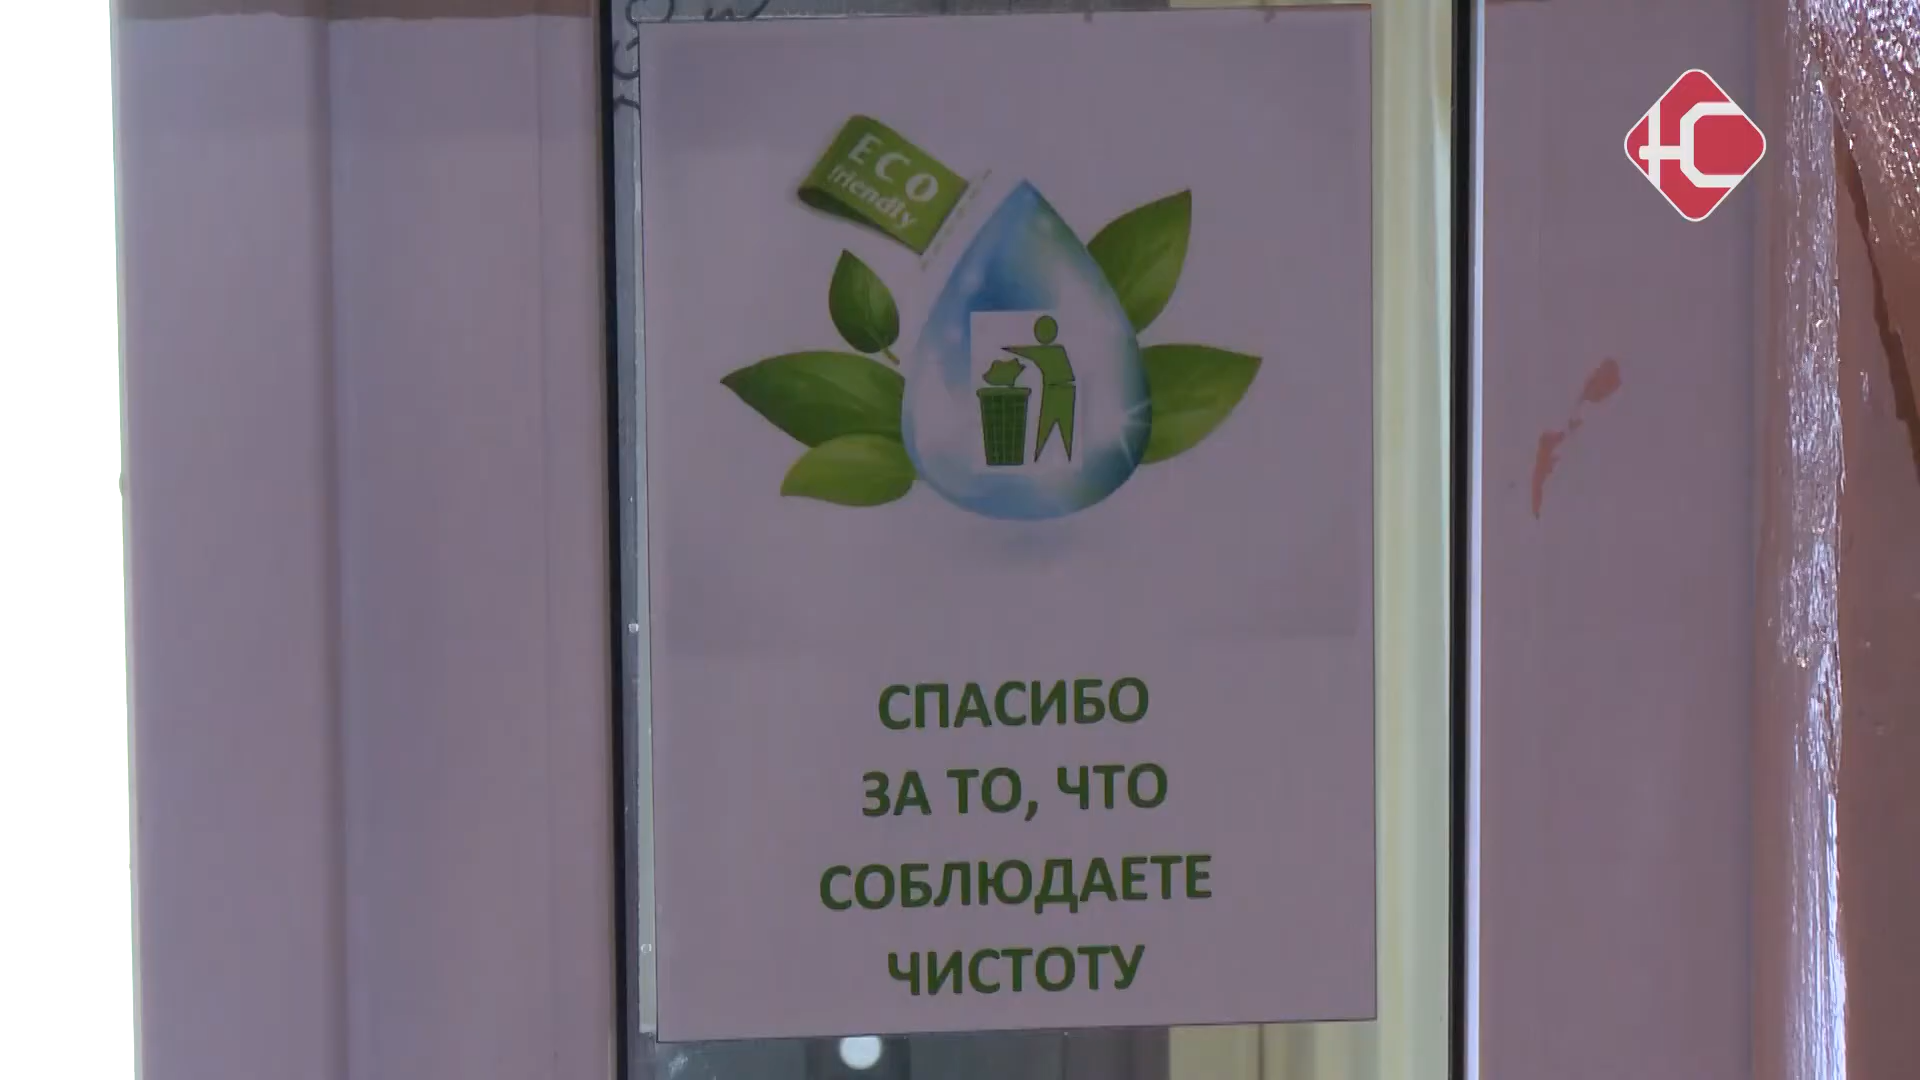 ECO
friendly
СПАСИБО
ЗА ТО, ЧТО
СОБЛЮДАЕТЕ
ЧИСТОТУ